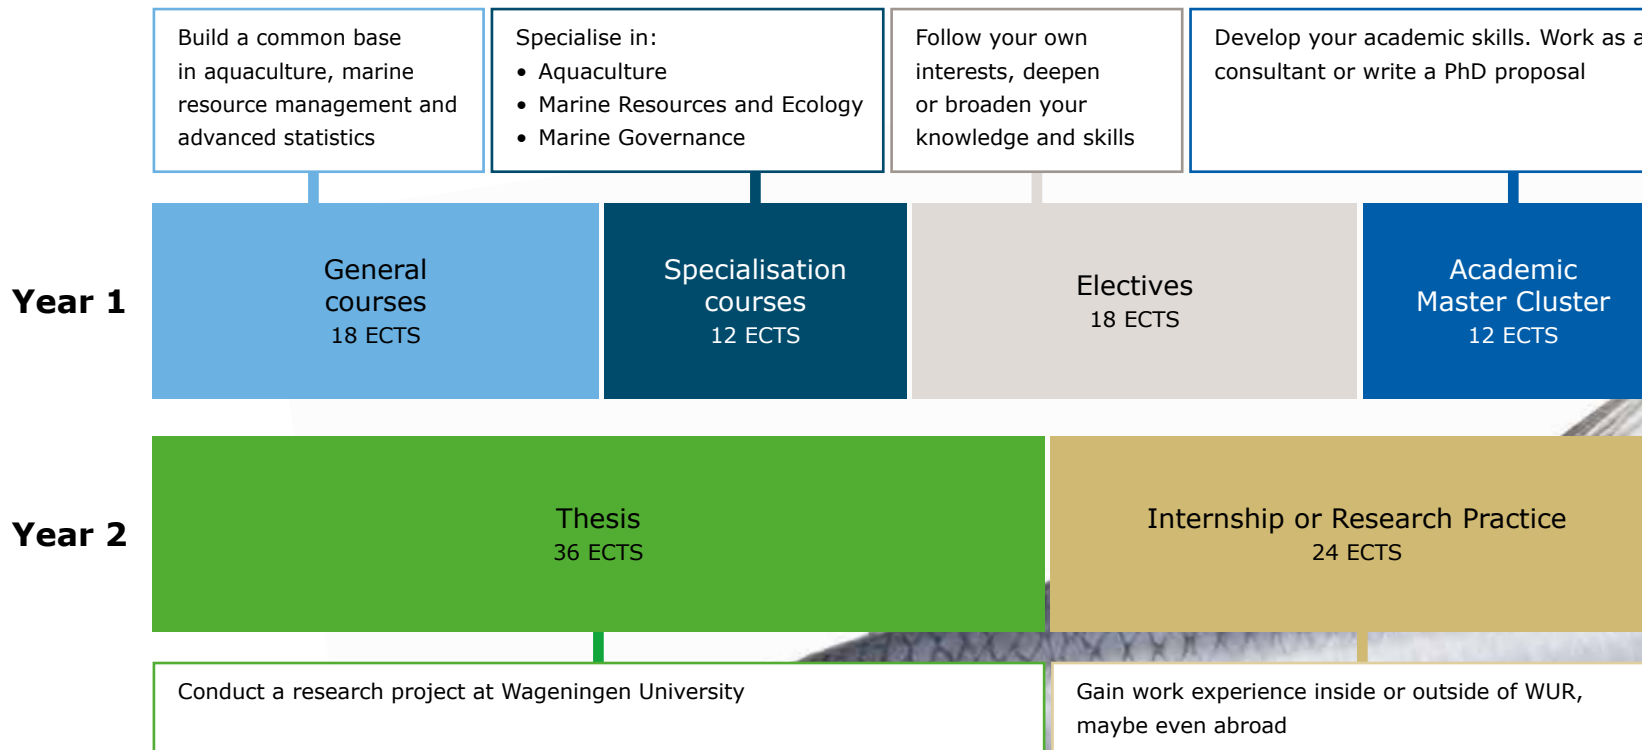 Build a common base
in aquaculture, marine
resource management and
advanced statistics
Specialise in:
• Aquaculture
• Marine Resources and Ecology
• Marine Governance
Follow your own
interests, deepen
or broaden your
knowledge and skills
Develop your academic skills. Work as a
consultant or write a PhD proposal
Year 1
General
courses
18 ECTS
Specialisation
courses
12 ECTS
Electives
18 ECTS
Academic
Master Cluster
12 ECTS
Year 2
Thesis
36 ECTS
Internship or Research Practice
24 ECTS
Conduct a research project at Wageningen University
Gain work experience inside or outside of WUR,
maybe even abroad